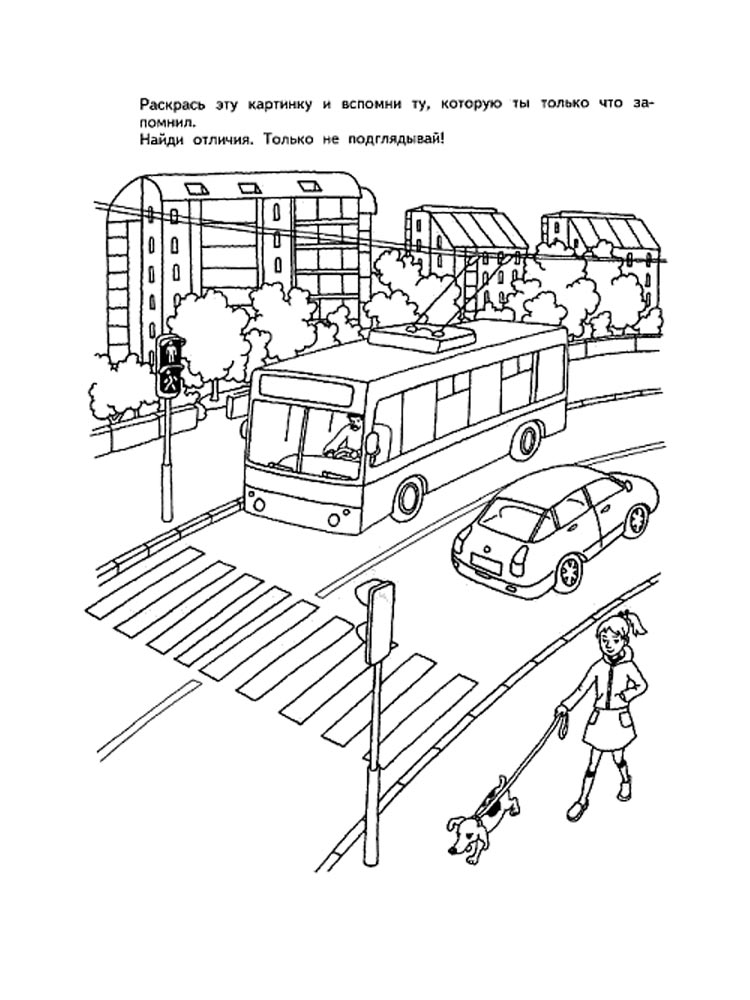 Раскрась эту картинку и вспомни ту, которую ты только что за-
помнил.
Найди отличия. Только не подглядывай!